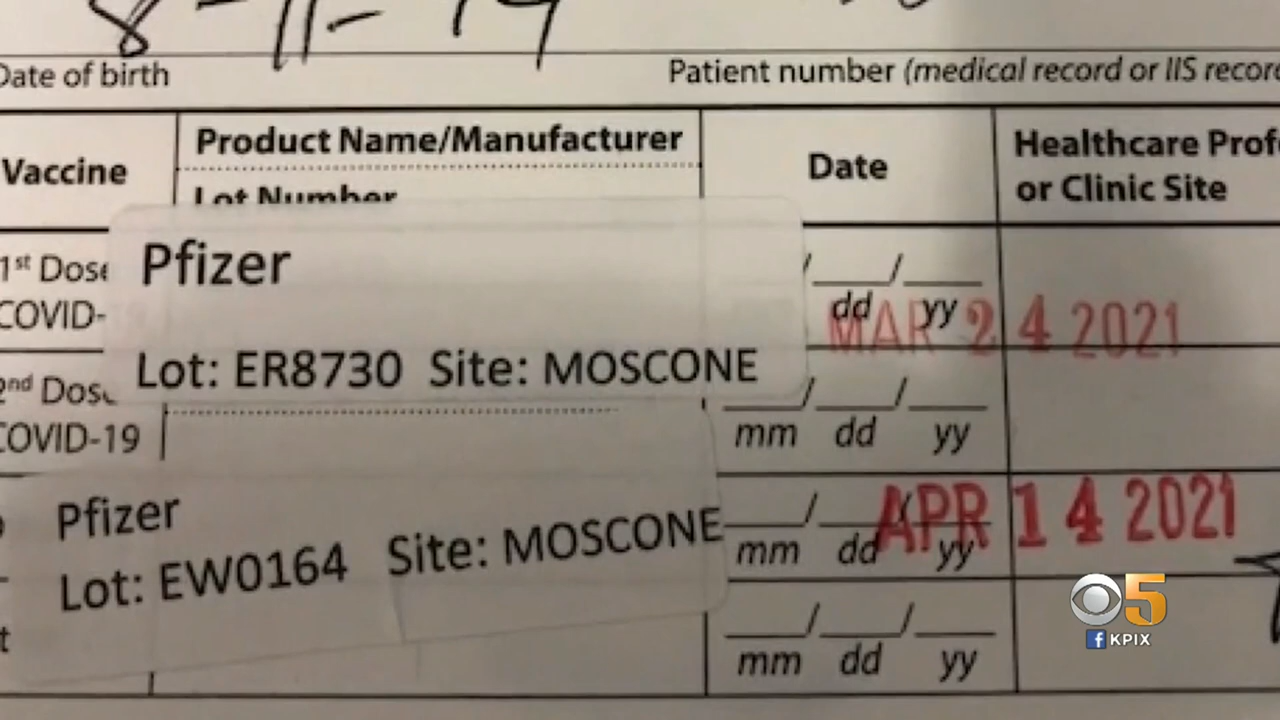 Date of birth
Patient number (medical record or IIS record
Vaccine
Product Name/Manufacturer
Lot Number
Date
Healthcare Prof
or Clinic Site
1st Dose
COVID-
Pfizer
Lot: ER8730 Site: MOSCONE
dd yy
MAR 24 2021
2nd Dose
COVID-19
mm dd yy
Pfizer
Lot: EW0164 Site: MOSCONE
mm dd yy
APR 14 2021
mm dd yy
5
f KPIX